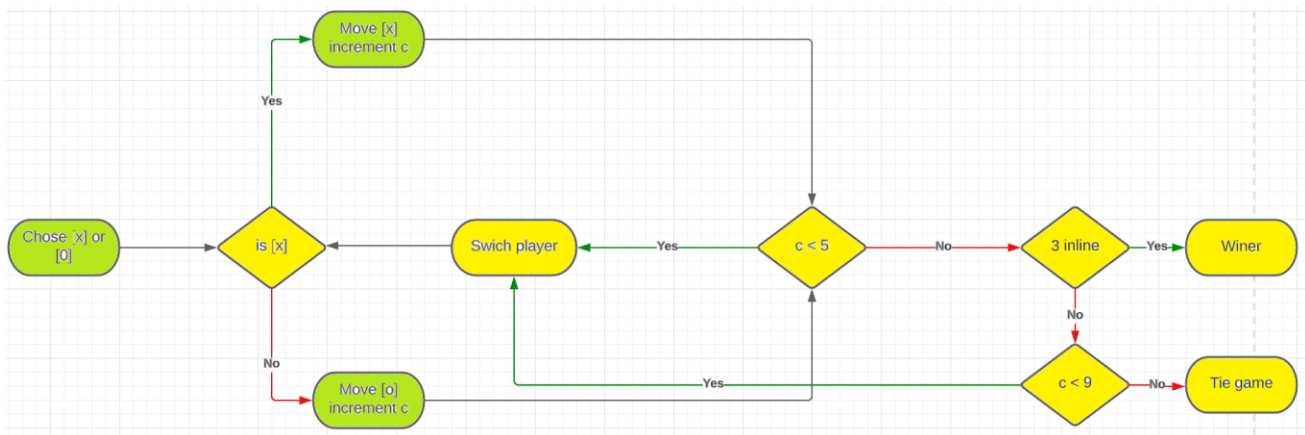 Move [x]
increment c
Yes
Chose [x] or
[0]
is [x]
Swich player
Yes
c < 5
No
3 inline
Yes
Winer
No
No
Move [o]
increment c
Yes
c < 9
No
Tie game